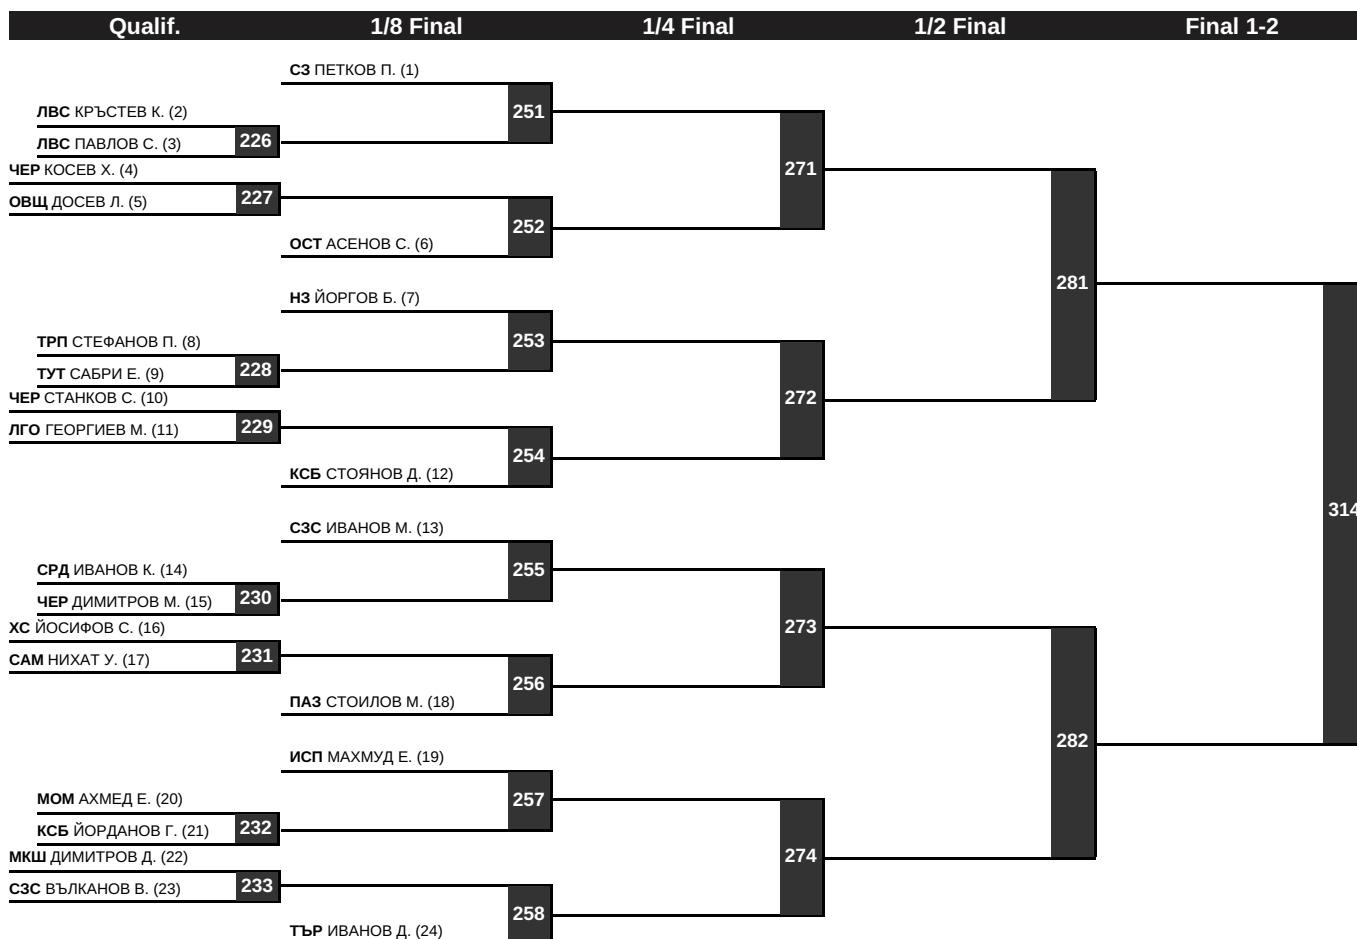 Qualif. 1/8 Final 1/4 Final 1/2 Final Final 1-2
СЗ ПЕТКОВ П. (1)
251
ЛВС КРЪСТЕВ К. (2)
226
ЛВС ПАВЛОВ С. (3)
271
ЧЕР КОСЕВ Х. (4)
227
ОВЩ ДОСЕВ Л. (5)
252
ОСТ АСЕНОВ С. (6)
281
НЗ ЙОРГОВ Б. (7)
253
ТРП СТЕФАНОВ П. (8)
228
ТУТ САБРИ Е. (9)
272
ЧЕР СТАНКОВ С. (10)
229
ЛГО ГЕОРГИЕВ М. (11)
254
КСБ СТОЯНОВ Д. (12)
314
СЗС ИВАНОВ М. (13)
255
СРД ИВАНОВ К. (14)
230
ЧЕР ДИМИТРОВ М. (15)
273
ХС ЙОСИФОВ С. (16)
231
САМ НИХАТ У. (17)
256
ПАЗ СТОИЛОВ М. (18)
282
ИСП МАХМУД Е. (19)
257
МОМ АХМЕД Е. (20)
232
КСБ ЙОРДАНОВ Г. (21)
274
МКШ ДИМИТРОВ Д. (22)
233
СЗС ВЪЛКАНОВ В. (23)
258
ТЪР ИВАНОВ Д. (24)